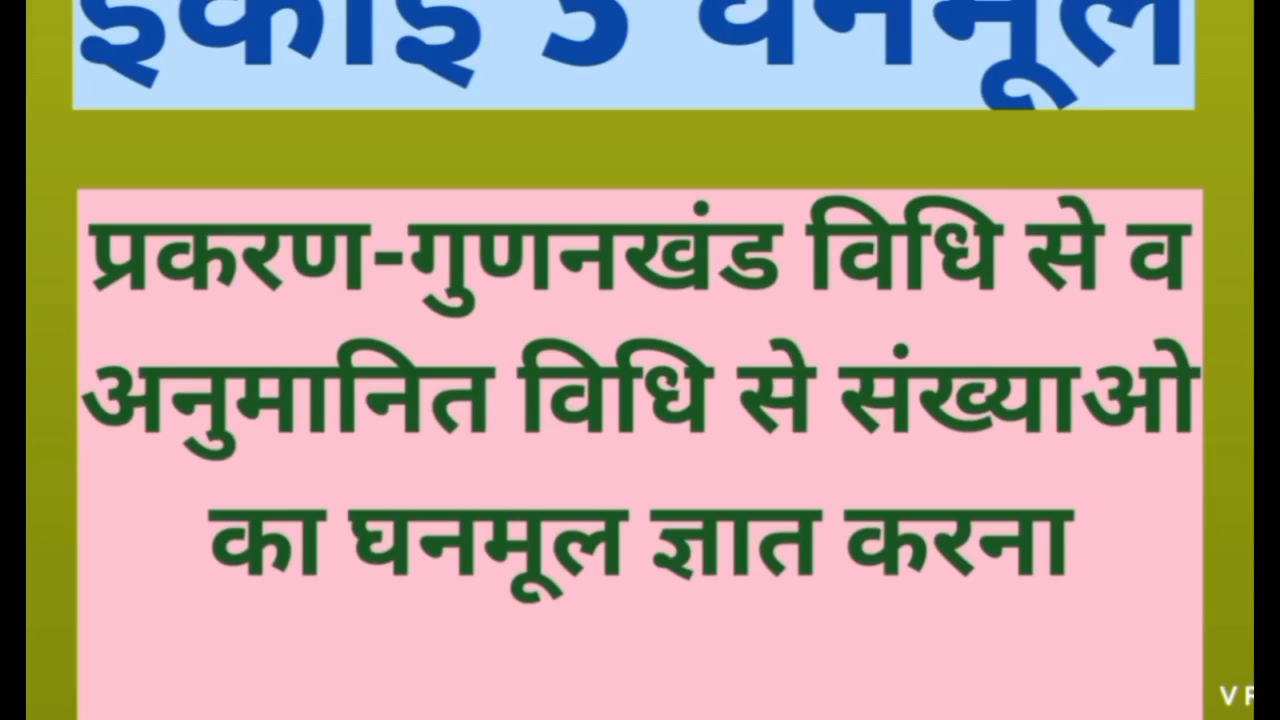 इकाई 3 घनमूल
प्रकरण-गुणनखंड विधि से व
अनुमानित विधि से संख्याओ
का घनमूल ज्ञात करना